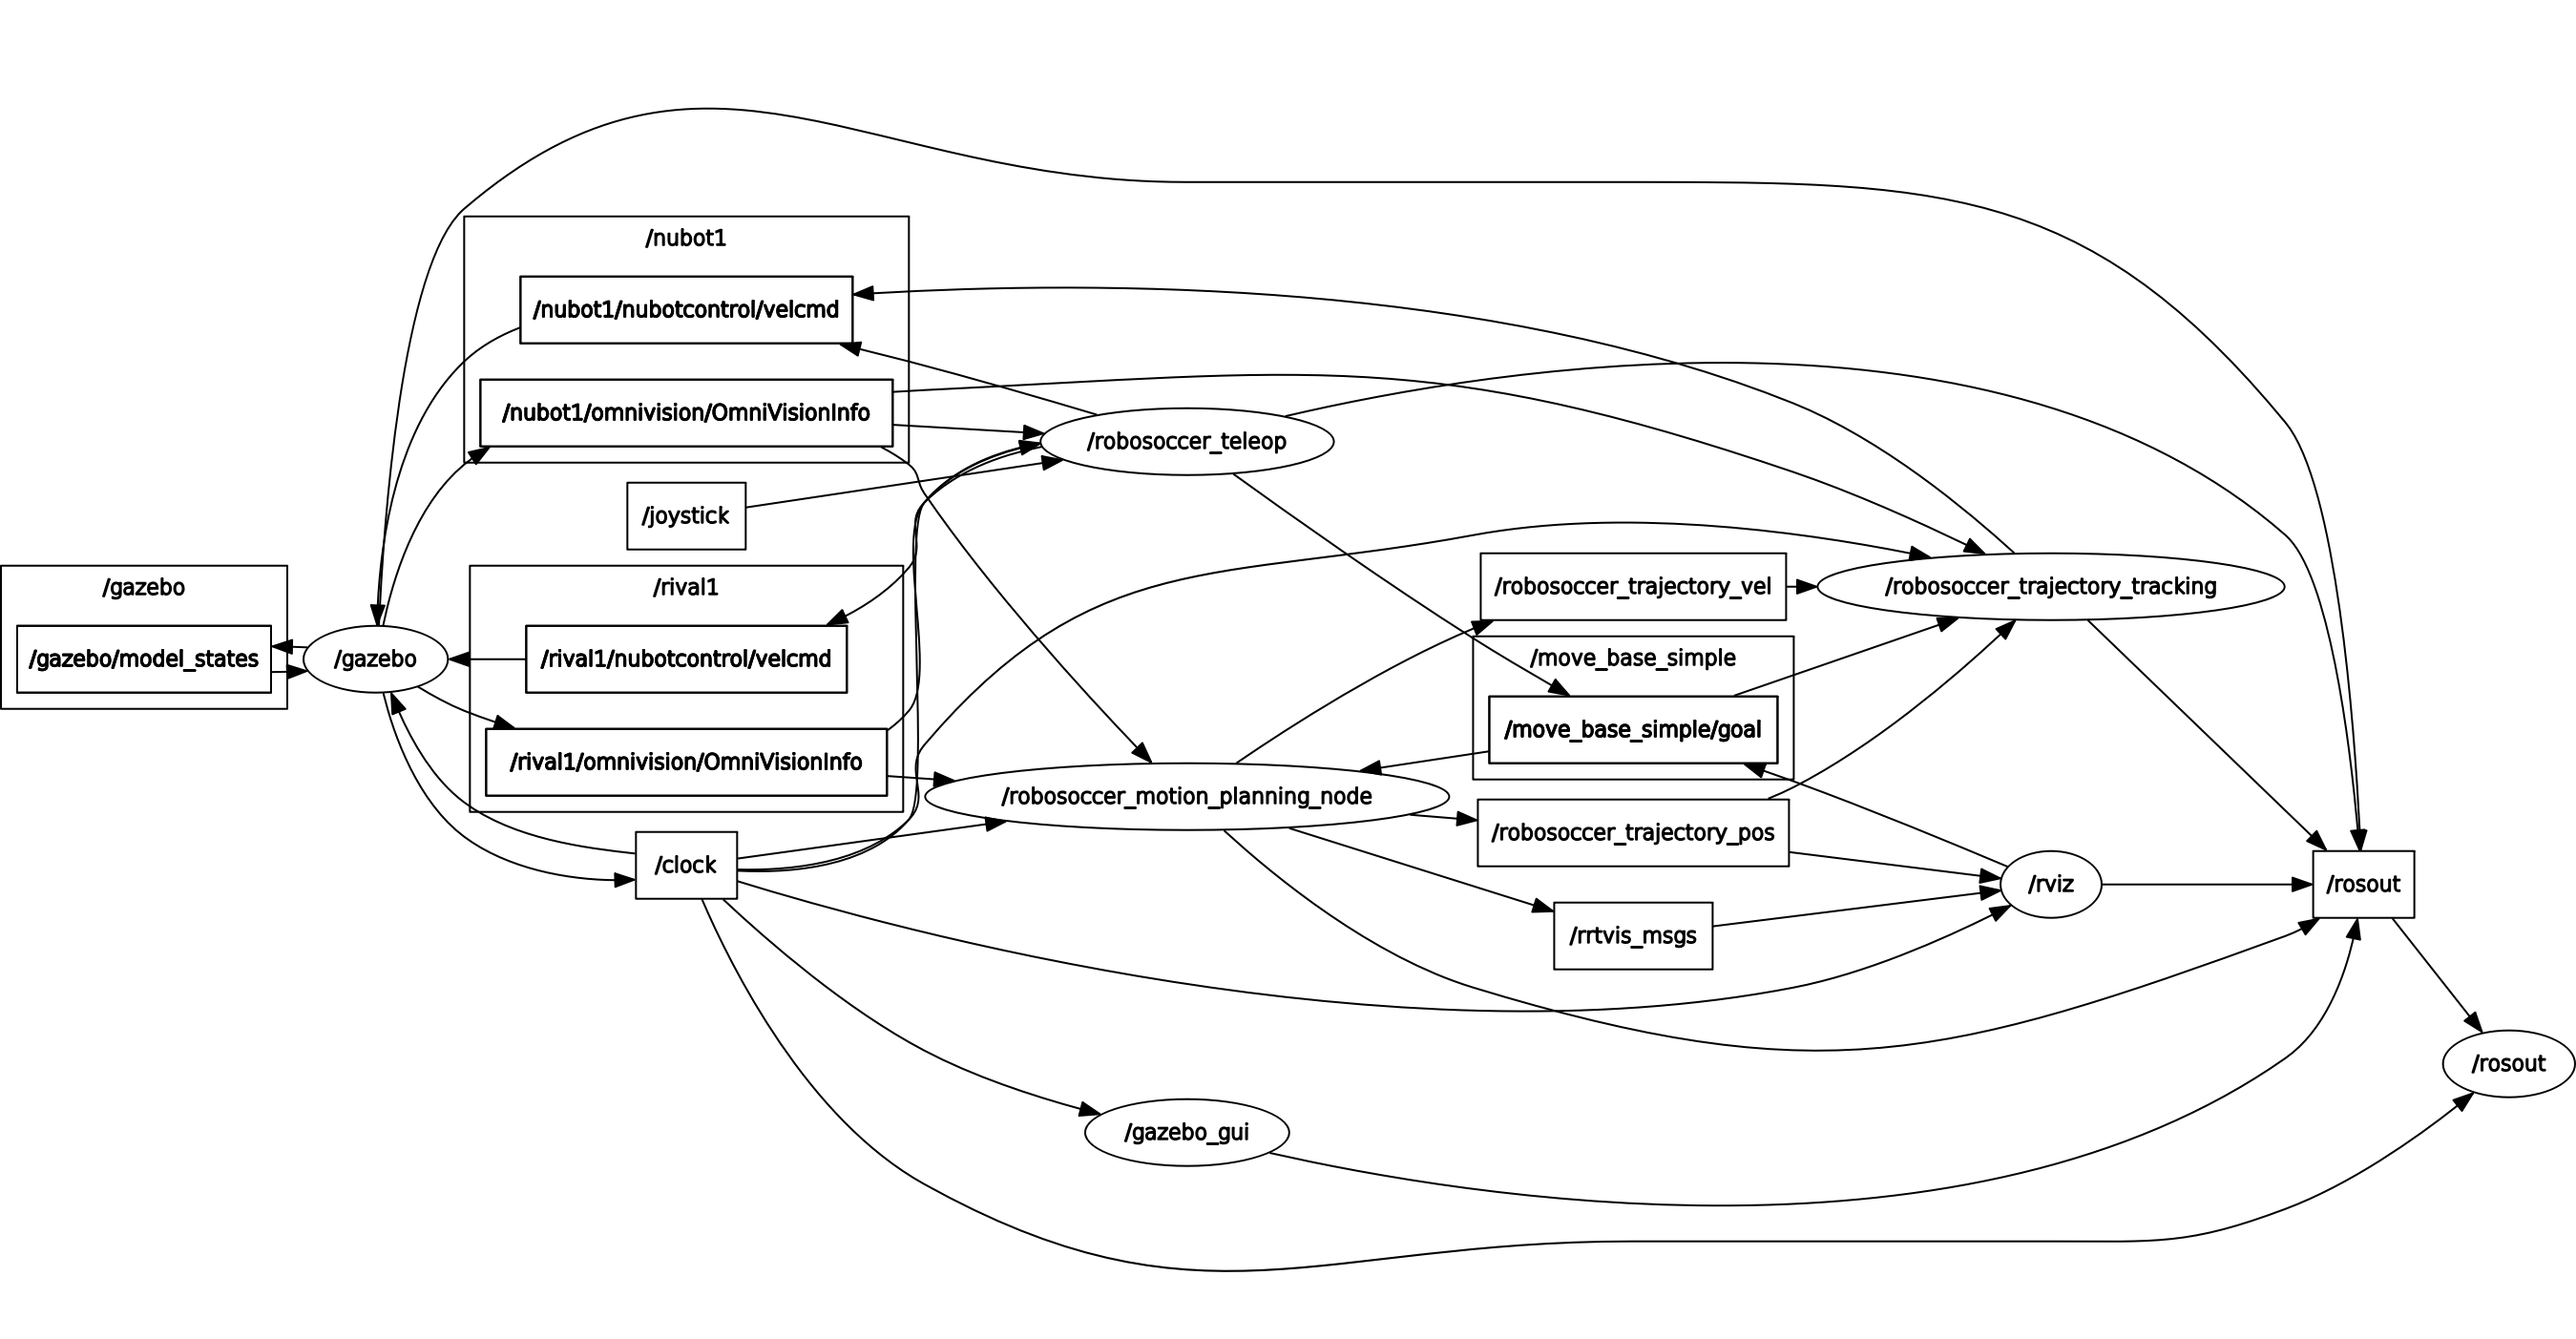 /nubot1
/nubot1/nubotcontrol/velcmd
/nubot1/omnivision/OmniVisionInfo
/robosoccer_teleop
/joystick
/gazebo
/gazebo/model_states
/gazebo
/rival1
/rival1/nubotcontrol/velcmd
/rival1/omnivision/OmniVisionInfo
/clock
/robosoccer_trajectory_vel
/robosoccer_trajectory_tracking
/move_base_simple
/move_base_simple/goal
/robosoccer_motion_planning_node
/robosoccer_trajectory_pos
/rrtvis_msgs
/rviz
/rosout
/rosout
/gazebo_gui